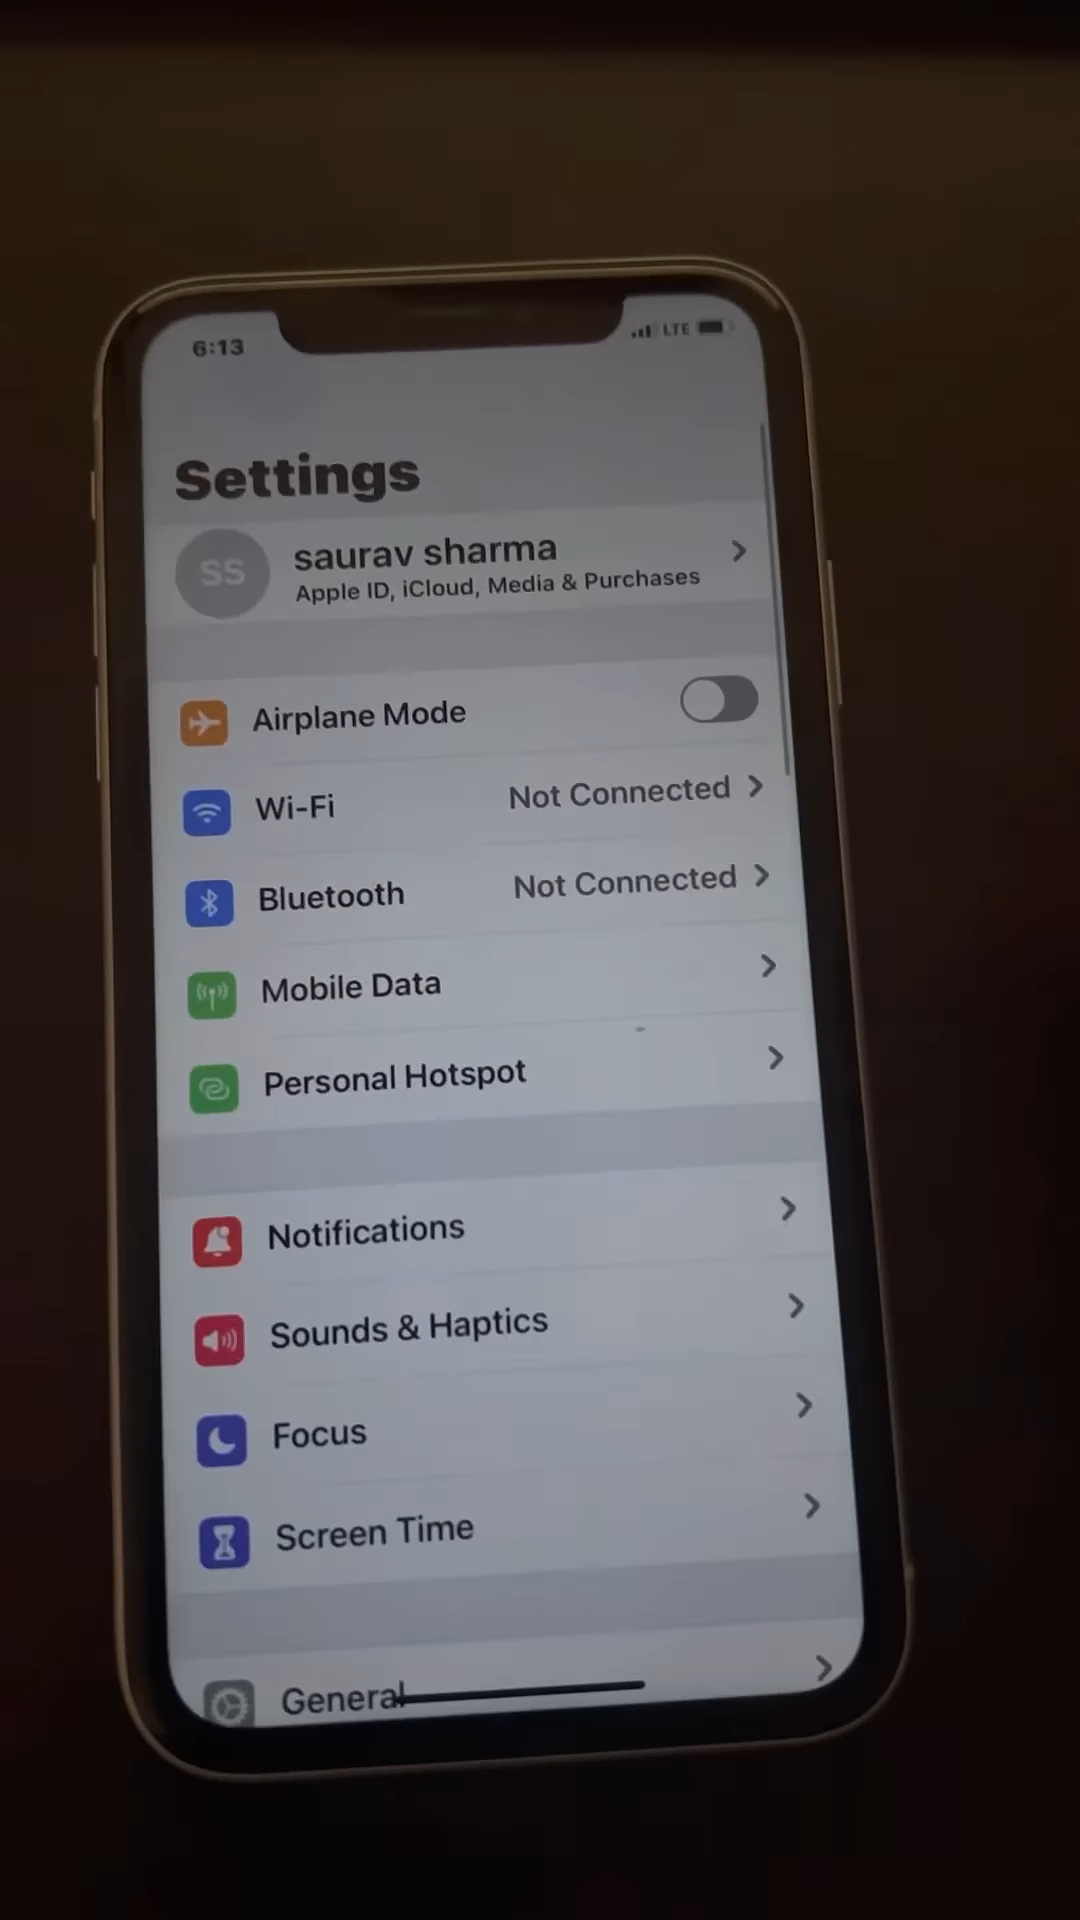 6:13
LTE
Settings
SS
saurav sharma
Apple ID, iCloud, Media & Purchases
Airplane Mode
Wi-Fi
Not Connected
Bluetooth
Not Connected
Mobile Data
Personal Hotspot
Notifications
Sounds & Haptics
Focus
Screen Time
General